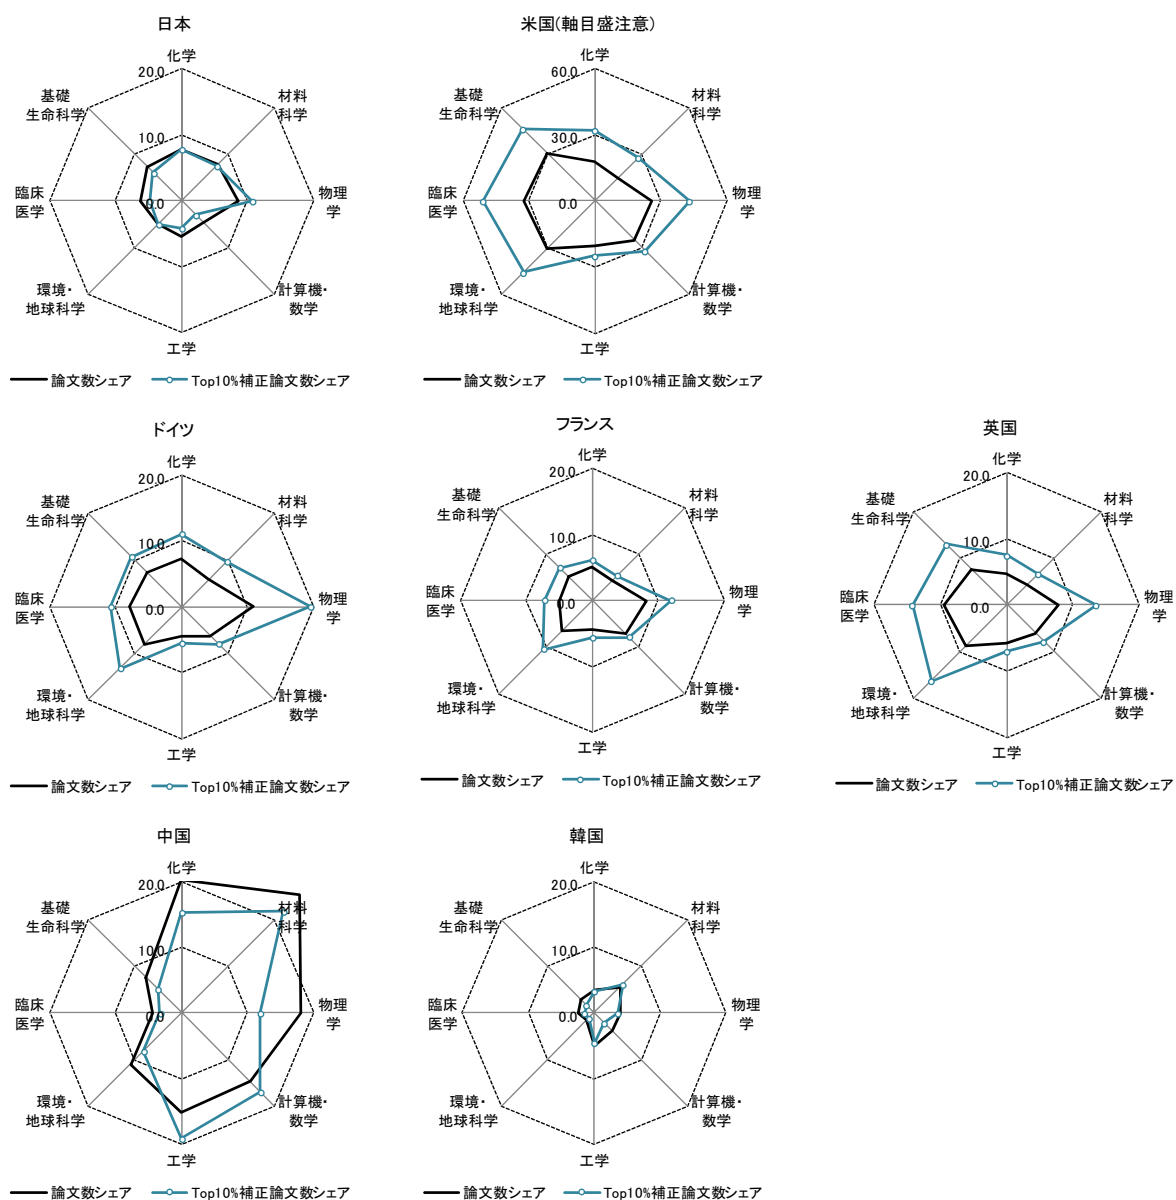 日本
化学
20.0
10.0
0.0
材料
科学
物理
学
計算機・
数学
工学
環境・
地球科学
臨床
医学
基礎
生命科学
論文数シェア
Top10%補正論文数シェア
米国(軸目盛注意)
化学
60.0
30.0
0.0
材料
科学
物理
学
計算機・
数学
工学
環境・
地球科学
臨床
医学
基礎
生命科学
論文数シェア
Top10%補正論文数シェア
ドイツ
化学
20.0
10.0
0.0
材料
科学
物理
学
計算機・
数学
工学
環境・
地球科学
臨床
医学
基礎
生命科学
論文数シェア
Top10%補正論文数シェア
フランス
化学
20.0
10.0
0.0
材料
科学
物理
学
計算機・
数学
工学
環境・
地球科学
臨床
医学
基礎
生命科学
論文数シェア
Top10%補正論文数シェア
英国
化学
20.0
10.0
0.0
材料
科学
物理
学
計算機・
数学
工学
環境・
地球科学
臨床
医学
基礎
生命科学
論文数シェア
Top10%補正論文数シェア
中国
化学
20.0
10.0
0.0
材料
科学
物理
学
計算機・
数学
工学
環境・
地球科学
臨床
医学
基礎
生命科学
論文数シェア
Top10%補正論文数シェア
韓国
化学
20.0
10.0
0.0
材料
科学
物理
学
計算機・
数学
工学
環境・
地球科学
臨床
医学
基礎
生命科学
論文数シェア
Top10%補正論文数シェア